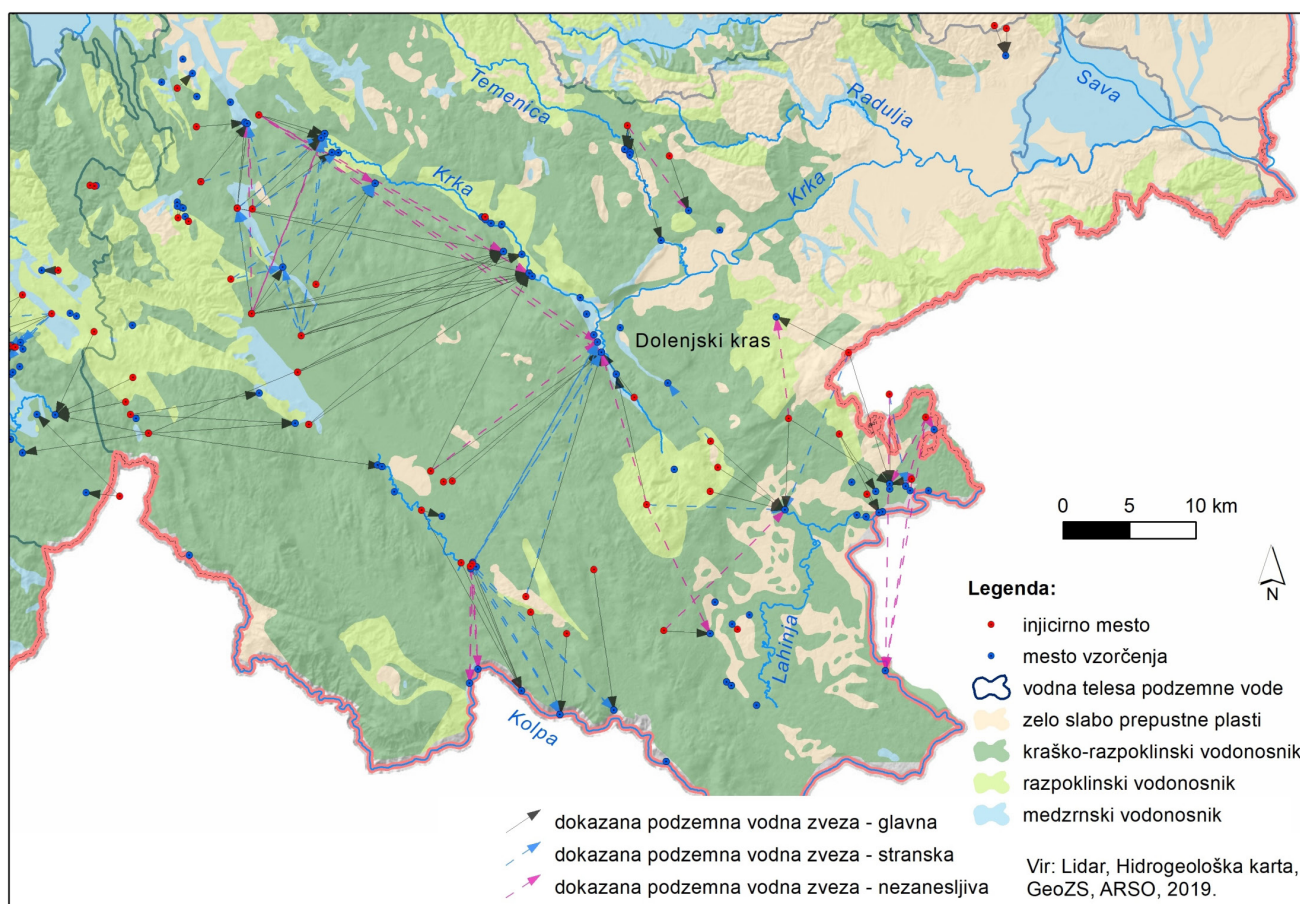 Temenica
Radulja
Sava
Krka
Krka
Dolenjski kras
Lahinja
Kolpa
0 5 10 km
N
Legenda:
injicirno mesto
mesto vzorčenja
vodna telesa podzemne vode
zelo slabo prepustne plasti
kraško-razpoklinski vodonosnik
razpoklinski vodonosnik
medzrnski vodonosnik
dokazana podzemna vodna zveza - glavna
dokazana podzemna vodna zveza - stranska
dokazana podzemna vodna zveza - nezanesljiva
Vir: Lidar, Hidrogeološka karta,
GeoZS, ARSO, 2019.